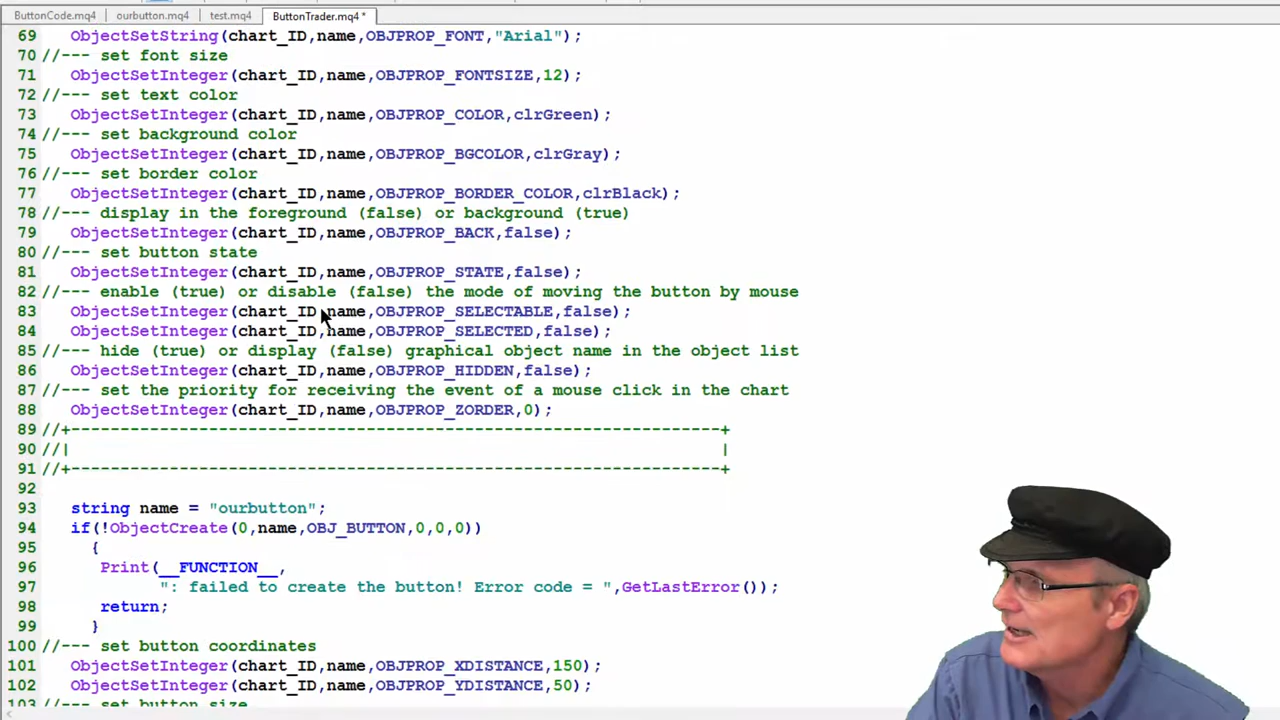 ButtonCode.mq4 ourbutton.mq4 test.mq4 ButtonTrader.mq4 *
69 ObjectSetString(chart_ID,name,OBJPROP_FONT,"Arial");
70 //--- set font size
71 ObjectSetInteger(chart_ID,name,OBJPROP_FONTSIZE,12);
72 //--- set text color
73 ObjectSetInteger(chart_ID,name,OBJPROP_COLOR,clrGreen);
74 //--- set background color
75 ObjectSetInteger(chart_ID,name,OBJPROP_BGCOLOR,clrGray);
76 //--- set border color
77 ObjectSetInteger(chart_ID,name,OBJPROP_BORDER_COLOR,clrBlack);
78 //--- display in the foreground (false) or background (true)
79 ObjectSetInteger(chart_ID,name,OBJPROP_BACK,false);
80 //--- set button state
81 ObjectSetInteger(chart_ID,name,OBJPROP_STATE,false);
82 //--- enable (true) or disable (false) the mode of moving the button by mouse
83 ObjectSetInteger(chart_ID,name,OBJPROP_SELECTABLE,false);
84 ObjectSetInteger(chart_ID,name,OBJPROP_SELECTED,false);
85 //--- hide (true) or display (false) graphical object name in the object list
86 ObjectSetInteger(chart_ID,name,OBJPROP_HIDDEN,false);
87 //--- set the priority for receiving the event of a mouse click in the chart
88 ObjectSetInteger(chart_ID,name,OBJPROP_ZORDER,0);
89 //+------------------------------------------------------------------+
90 //| |
91 //+------------------------------------------------------------------+
92
93 string name = "ourbutton";
94 if(!ObjectCreate(0,name,OBJ_BUTTON,0,0,0))
95 {
96 Print(__FUNCTION__,
97 ": failed to create the button! Error code = ",GetLastError());
98 return;
99 }
100 //--- set button coordinates
101 ObjectSetInteger(chart_ID,name,OBJPROP_XDISTANCE,150);
102 ObjectSetInteger(chart_ID,name,OBJPROP_YDISTANCE,50);
103 //--- set button size